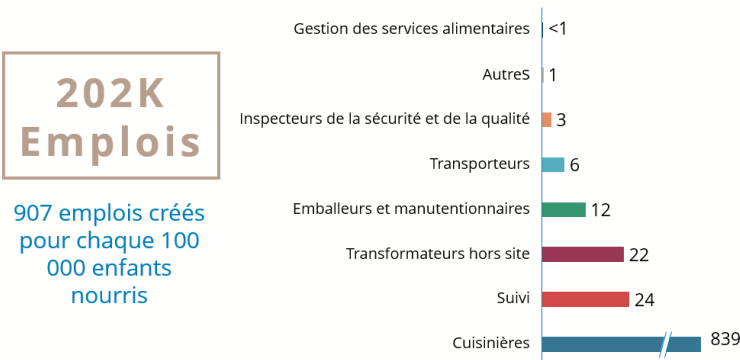 202K
Emplois
907 emplois créés
pour chaque 100
000 enfants
nourris
Gestion des services alimentaires <1
Autres 1
Inspecteurs de la sécurité et de la qualité 3
Transporteurs 6
Emballeurs et manutentionnaires 12
Transformateurs hors site 22
Suivi 24
Cuisinières 839